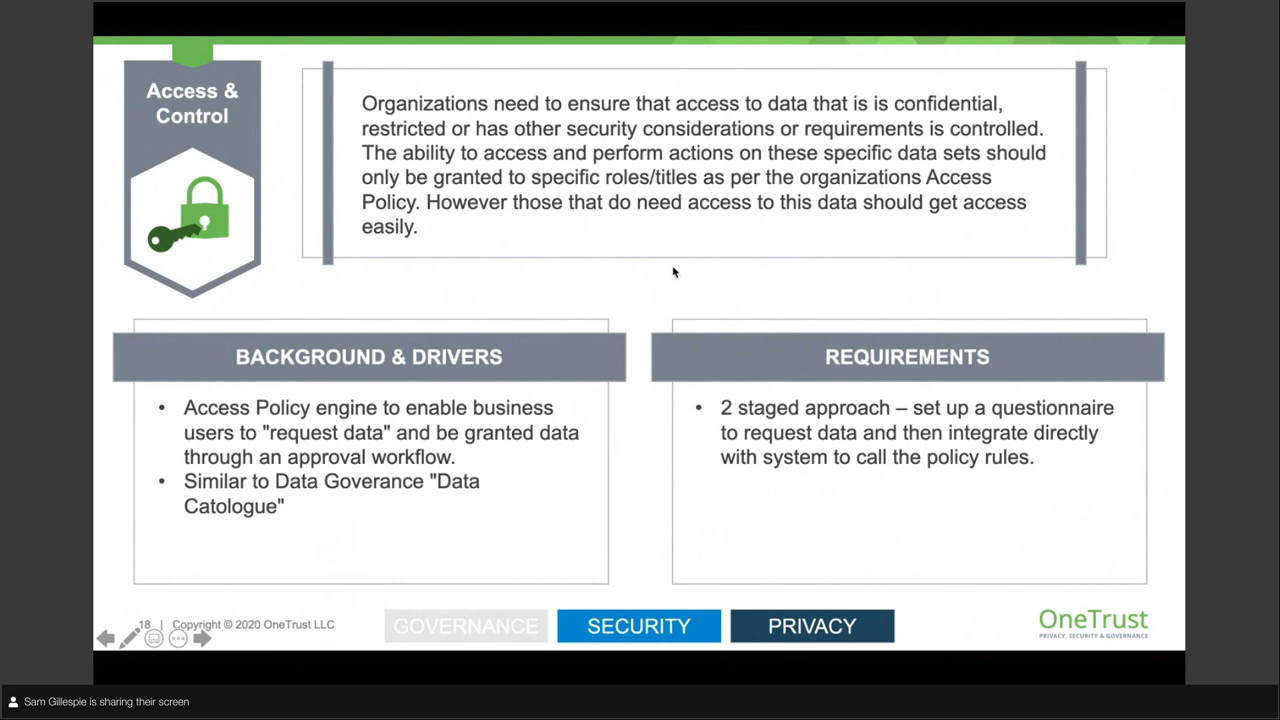 Access &
Control
Organizations need to ensure that access to data that is is confidential,
restricted or has other security considerations or requirements is controlled.
The ability to access and perform actions on these specific data sets should
only be granted to specific roles/titles as per the organizations Access
Policy. However those that do need access to this data should get access
easily.
BACKGROUND & DRIVERS
• Access Policy engine to enable business
users to "request data" and be granted data
through an approval workflow.
• Similar to Data Goverance "Data
Catologue"
REQUIREMENTS
• 2 staged approach – set up a questionnaire
to request data and then integrate directly
with system to call the policy rules.
18 | Copyright © 2020 OneTrust LLC
GOVERNANCE
SECURITY
PRIVACY
OneTrust
PRIVACY, SECURITY & GOVERNANCE
Sam Gillespie is sharing their screen